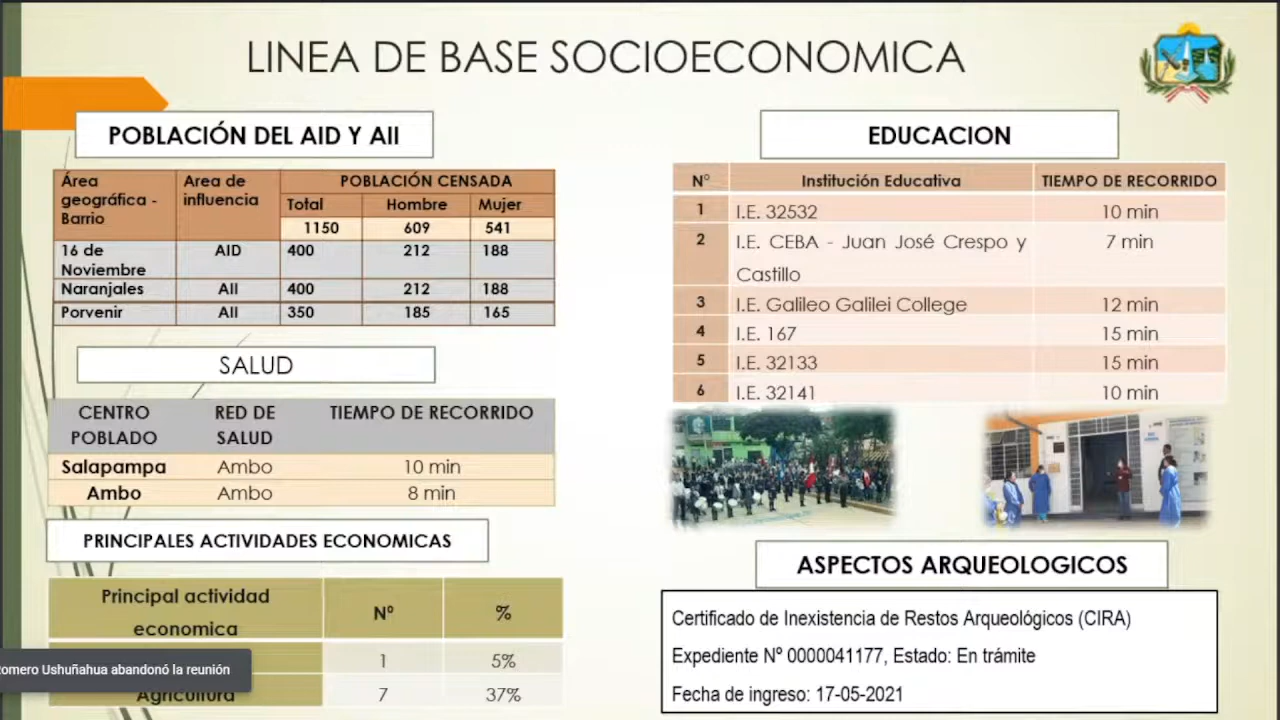 LINEA DE BASE SOCIOECONOMICA
POBLACIÓN DEL AID Y AII
Área geográfica - Barrio
Area de influencia
POBLACIÓN CENSADA
Total Hombre Mujer
1150 609 541
16 de Noviembre AID 400 212 188
Naranjales AII 400 212 188
Porvenir AII 350 185 165
SALUD
CENTRO POBLADO RED DE SALUD TIEMPO DE RECORRIDO
Salapampa Ambo 10 min
Ambo Ambo 8 min
PRINCIPALES ACTIVIDADES ECONOMICAS
Principal actividad economica Nº %
1 5%
Agricultura 7 37%
omero Ushuñahua abandonó la reunión
EDUCACION
N° Institución Educativa TIEMPO DE RECORRIDO
1 I.E. 32532 10 min
2 I.E. CEBA - Juan José Crespo y Castillo 7 min
3 I.E. Galileo Galilei College 12 min
4 I.E. 167 15 min
5 I.E. 32133 15 min
6 I.E. 32141 10 min
ASPECTOS ARQUEOLOGICOS
Certificado de Inexistencia de Restos Arqueológicos (CIRA)
Expediente Nº 0000041177, Estado: En trámite
Fecha de ingreso: 17-05-2021